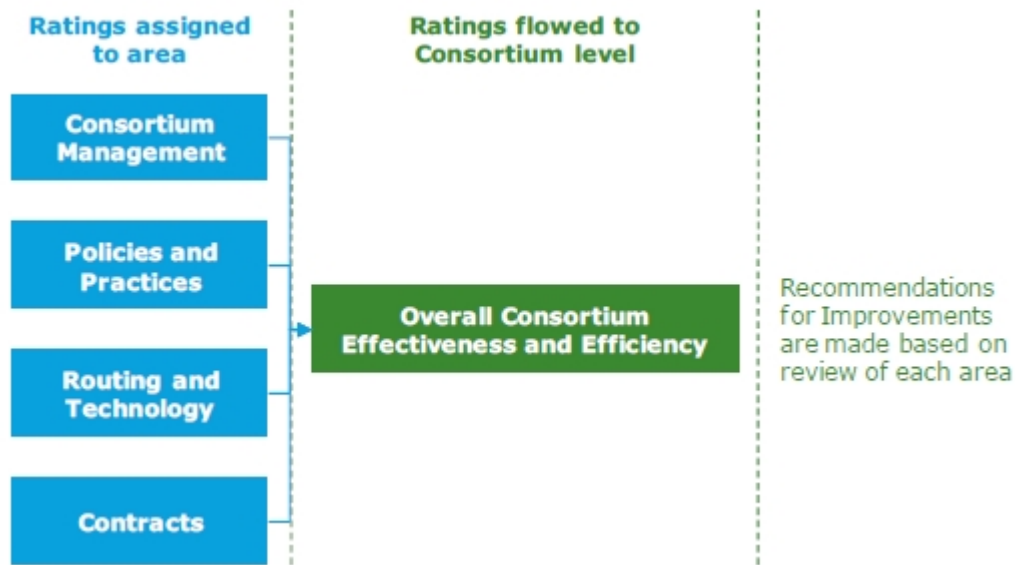 Ratings assigned
to area
Ratings flowed to
Consortium level
Consortium
Management
Policies and
Practices
Routing and
Technology
Contracts
Overall Consortium
Effectiveness and Efficiency
Recommendations
for Improvements
are made based on
review of each area